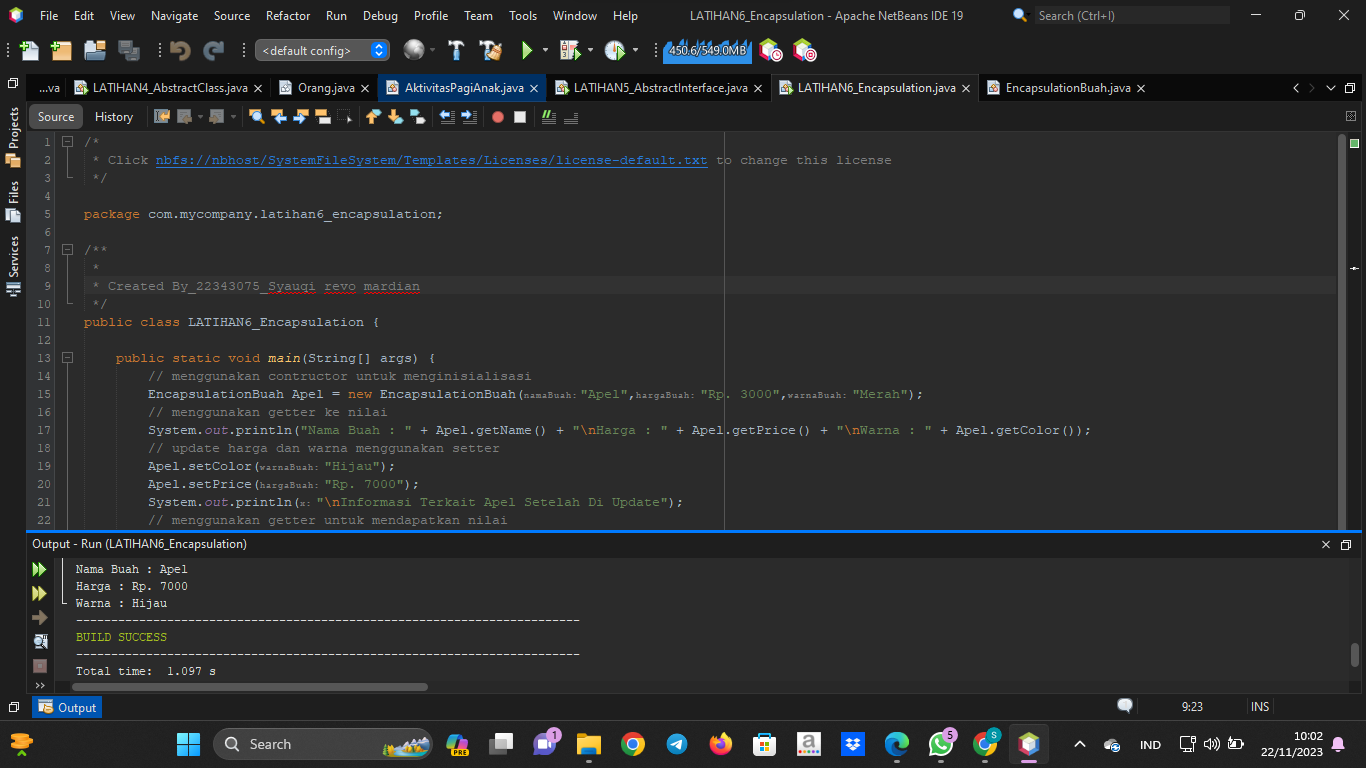 File Edit View Navigate Source Refactor Run Debug Profile Team Tools Window Help LATIHAN6_Encapsulation - Apache NetBeans IDE 19 Search (Ctrl+I)
<default config> 450.6/549.0MB
...va LATIHAN4_AbstractClass.java Orang.java AktivitasPagiAnak.java LATIHAN5_AbstractInterface.java LATIHAN6_Encapsulation.java EncapsulationBuah.java
Source History
Projects
Files
Services
1 /*
2 * Click nbfs://nbhost/SystemFileSystem/Templates/Licenses/license-default.txt to change this license
3 */
4
5 package com.mycompany.latihan6_encapsulation;
6
7 /**
8 *
9 * Created By_22343075_Syauqi revo mardian
10 */
11 public class LATIHAN6_Encapsulation {
12
13 public static void main(String[] args) {
14 // menggunakan contructor untuk menginisialisasi
15 EncapsulationBuah Apel = new EncapsulationBuah(namaBuah: "Apel",hargaBuah: "Rp. 3000",warnaBuah: "Merah");
16 // menggunakan getter ke nilai
17 System.out.println("Nama Buah : " + Apel.getName() + "\nHarga : " + Apel.getPrice() + "\nWarna : " + Apel.getColor());
18 // update harga dan warna menggunakan setter
19 Apel.setColor(warnaBuah: "Hijau");
20 Apel.setPrice(hargaBuah: "Rp. 7000");
21 System.out.println(x: "\nInformasi Terkait Apel Setelah Di Update");
22 // menggunakan getter untuk mendapatkan nilai
Output - Run (LATIHAN6_Encapsulation)
Nama Buah : Apel
Harga : Rp. 7000
Warna : Hijau
------------------------------------------------------------------------
BUILD SUCCESS
------------------------------------------------------------------------
Total time:  1.097 s
Output 9:23 INS
Search PRE 1 a 5 S IND 10:02
22/11/2023